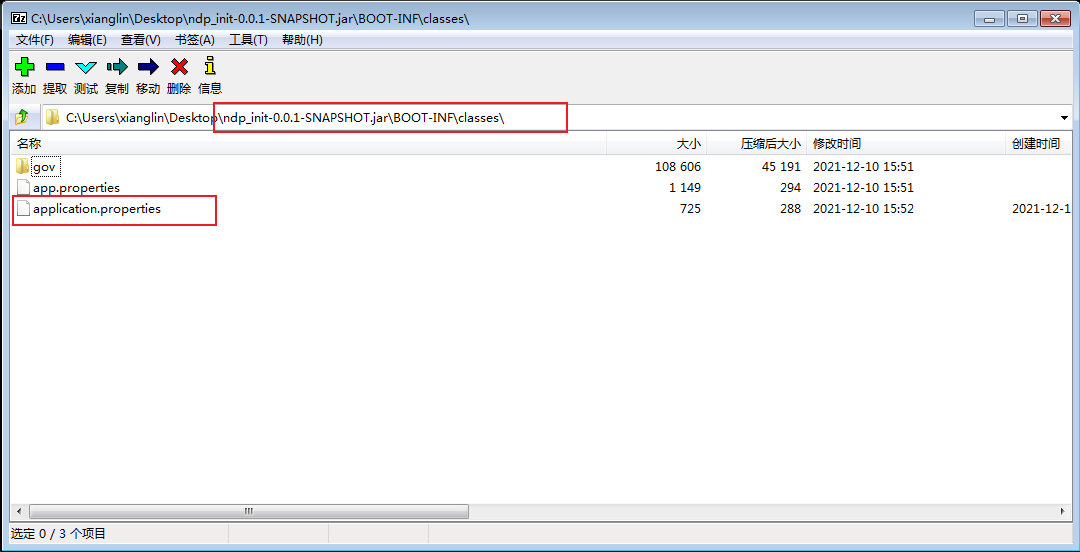 7z C:\Users\xianglin\Desktop\ndp_init-0.0.1-SNAPSHOT.jar\BOOT-INF\classes\
文件(F) 编辑(E) 查看(V) 书签(A) 工具(T) 帮助(H)
添加 提取 测试 复制 移动 删除 信息
C:\Users\xianglin\Desktop\ndp_init-0.0.1-SNAPSHOT.jar\BOOT-INF\classes\
名称 大小 压缩后大小 修改时间 创建时间
gov 108 606 45 191 2021-12-10 15:51
app.properties 1 149 294 2021-12-10 15:51
application.properties 725 288 2021-12-10 15:52 2021-12-1
选定 0 / 3 个项目